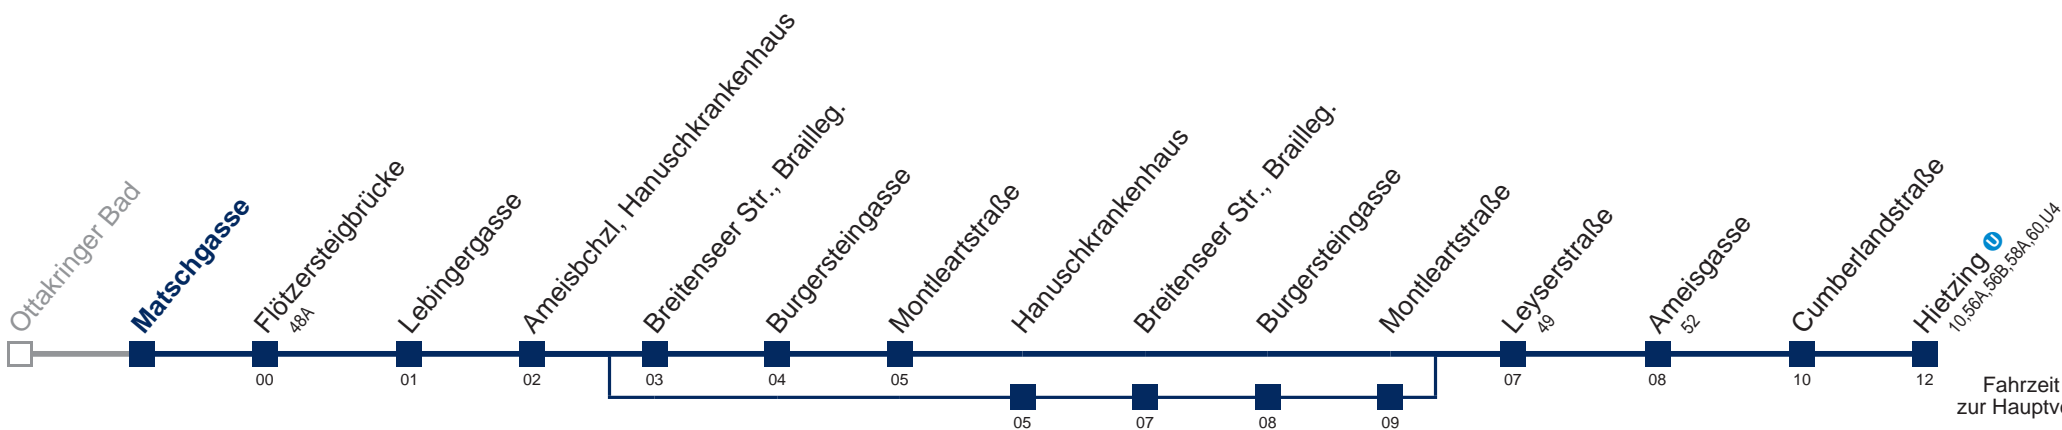 Ottakringer Bad
Matschgasse
Flötzersteigbrücke
48A
Lebingergasse
Ameisbchzl, Hanuschkrankenhaus
Breitenseer Str., Brailleg.
Burgersteingasse
Montleartstraße
Hanuschkrankenhaus
Breitenseer Str., Brailleg.
Burgersteingasse
Montleartstraße
Leyserstraße
49
Ameisgasse
52
Cumberlandstraße
Hietzing U
10,56A,56B,58A,60,U4
00 01 02 03 04 05 07 08 10 12
05 07 08 09
Fahrzeit
zur Hauptve